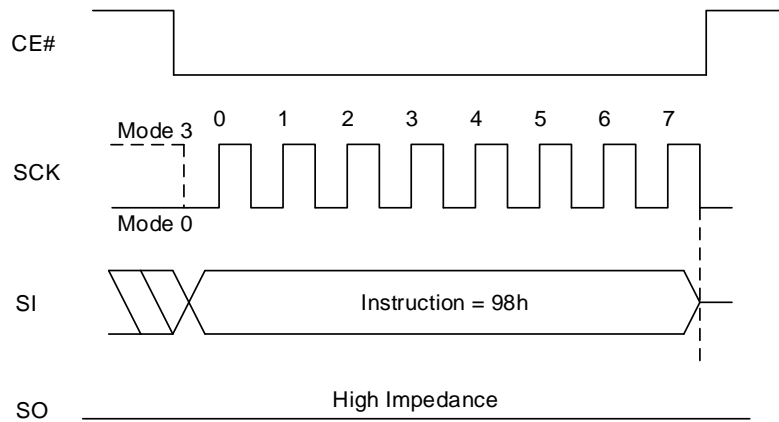 CE#
Mode 3
0 1 2 3 4 5 6 7
SCK
Mode 0
SI
Instruction = 98h
SO
High Impedance